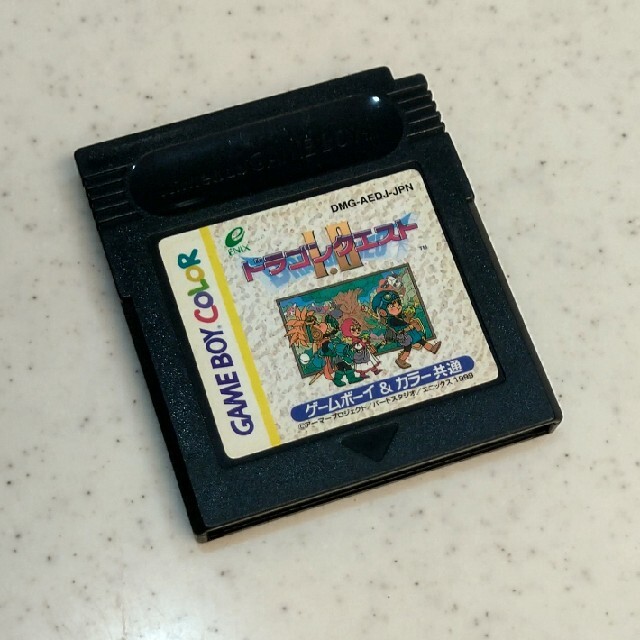 DMG-AEDJ-JPN
ENIX
ドラゴンクエスト
I・II
TM
GAME BOY COLOR
ゲームボーイ & カラー共通
©アーマープロジェクト/バードスタジオ/エニックス 1999